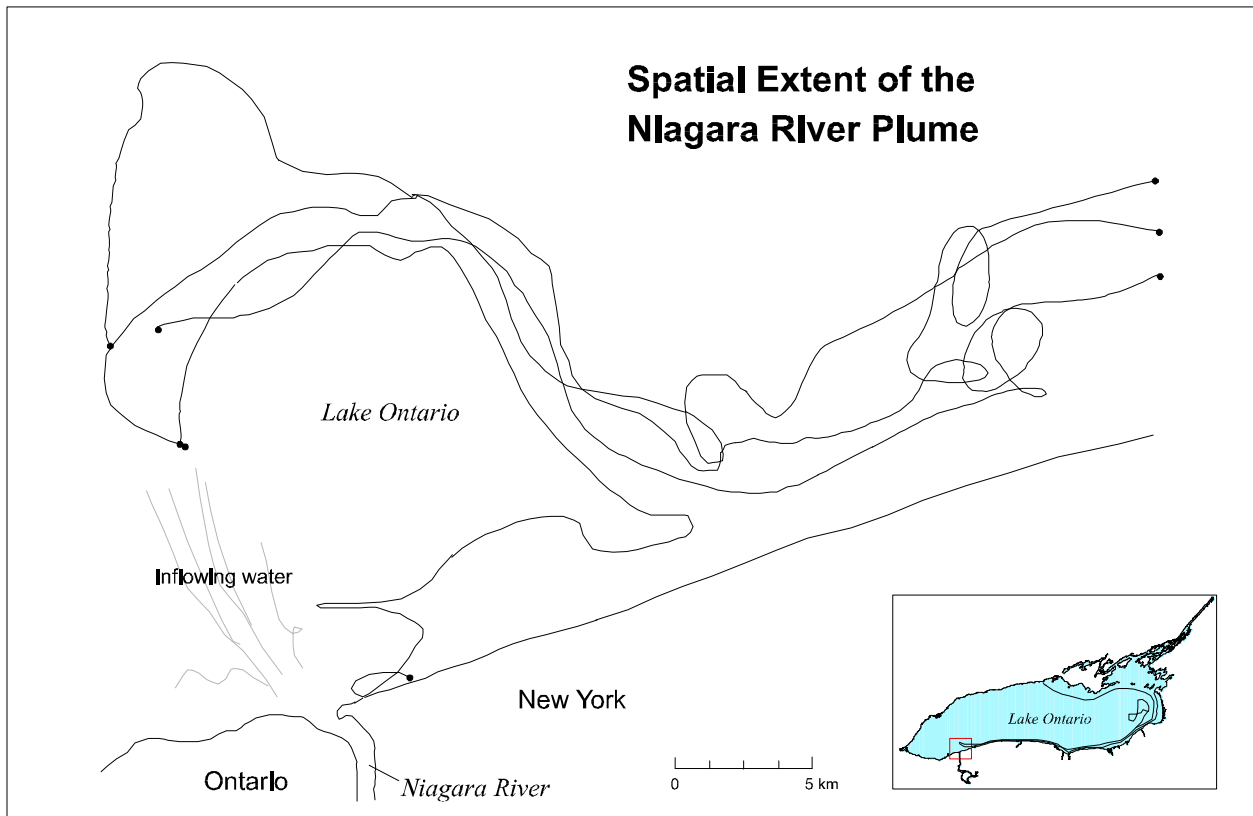 Spatial Extent of the
Niagara River Plume
Lake Ontario
Inflowing water
New York
Ontario
Niagara River
0 5 km
Lake Ontario